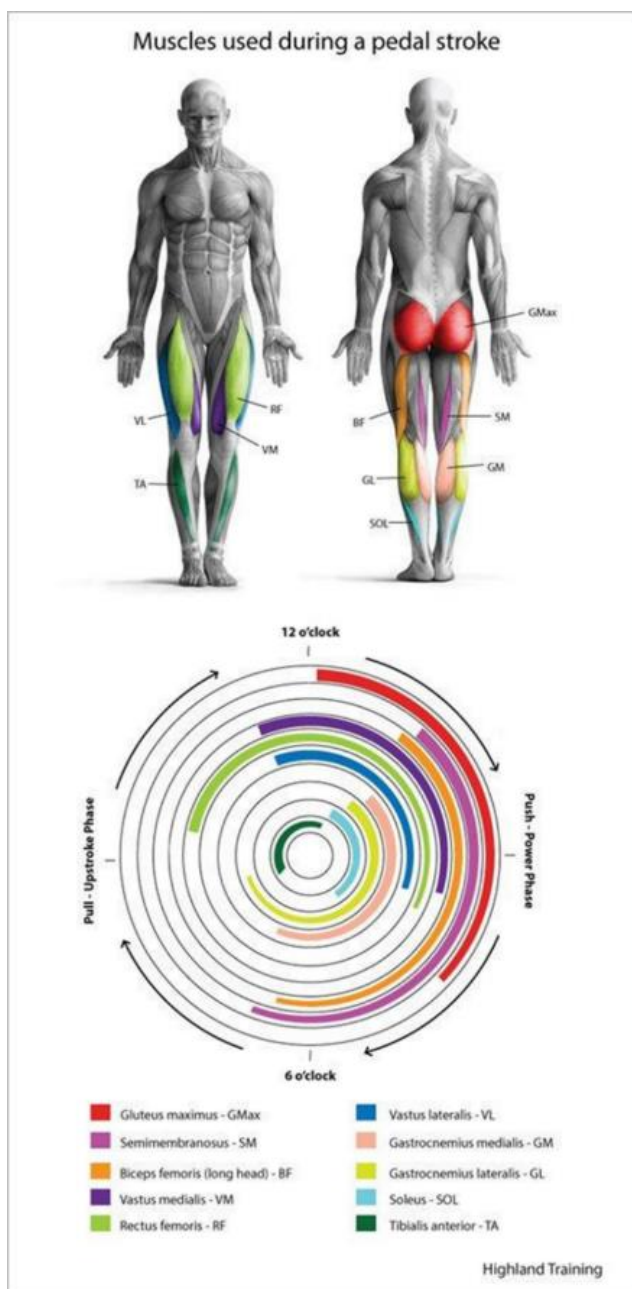 Muscles used during a pedal stroke
GMax
VL
RF
VM
BF
SM
TA
GL
GM
SOL
12 o'clock
Pull - Upstroke Phase
Push - Power Phase
6 o'clock
Gluteus maximus - GMax
Semimembranosus - SM
Biceps femoris (long head) - BF
Vastus medialis - VM
Rectus femoris - RF
Vastus lateralis - VL
Gastrocnemius medialis - GM
Gastrocnemius lateralis - GL
Soleus - SOL
Tibialis anterior - TA
Highland Training